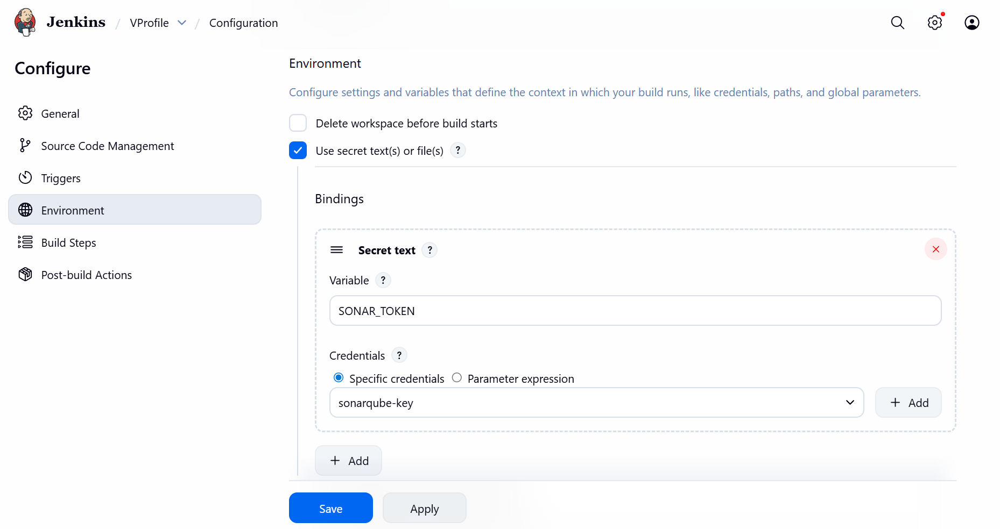 Jenkins / VProfile / Configuration
Configure
General
Source Code Management
Triggers
Environment
Build Steps
Post-build Actions
Environment
Configure settings and variables that define the context in which your build runs, like credentials, paths, and global parameters.
Delete workspace before build starts
Use secret text(s) or file(s) ?
Bindings
Secret text ?
Variable ?
SONAR_TOKEN
Credentials ?
Specific credentials Parameter expression
sonarqube-key
+ Add
+ Add
Save Apply